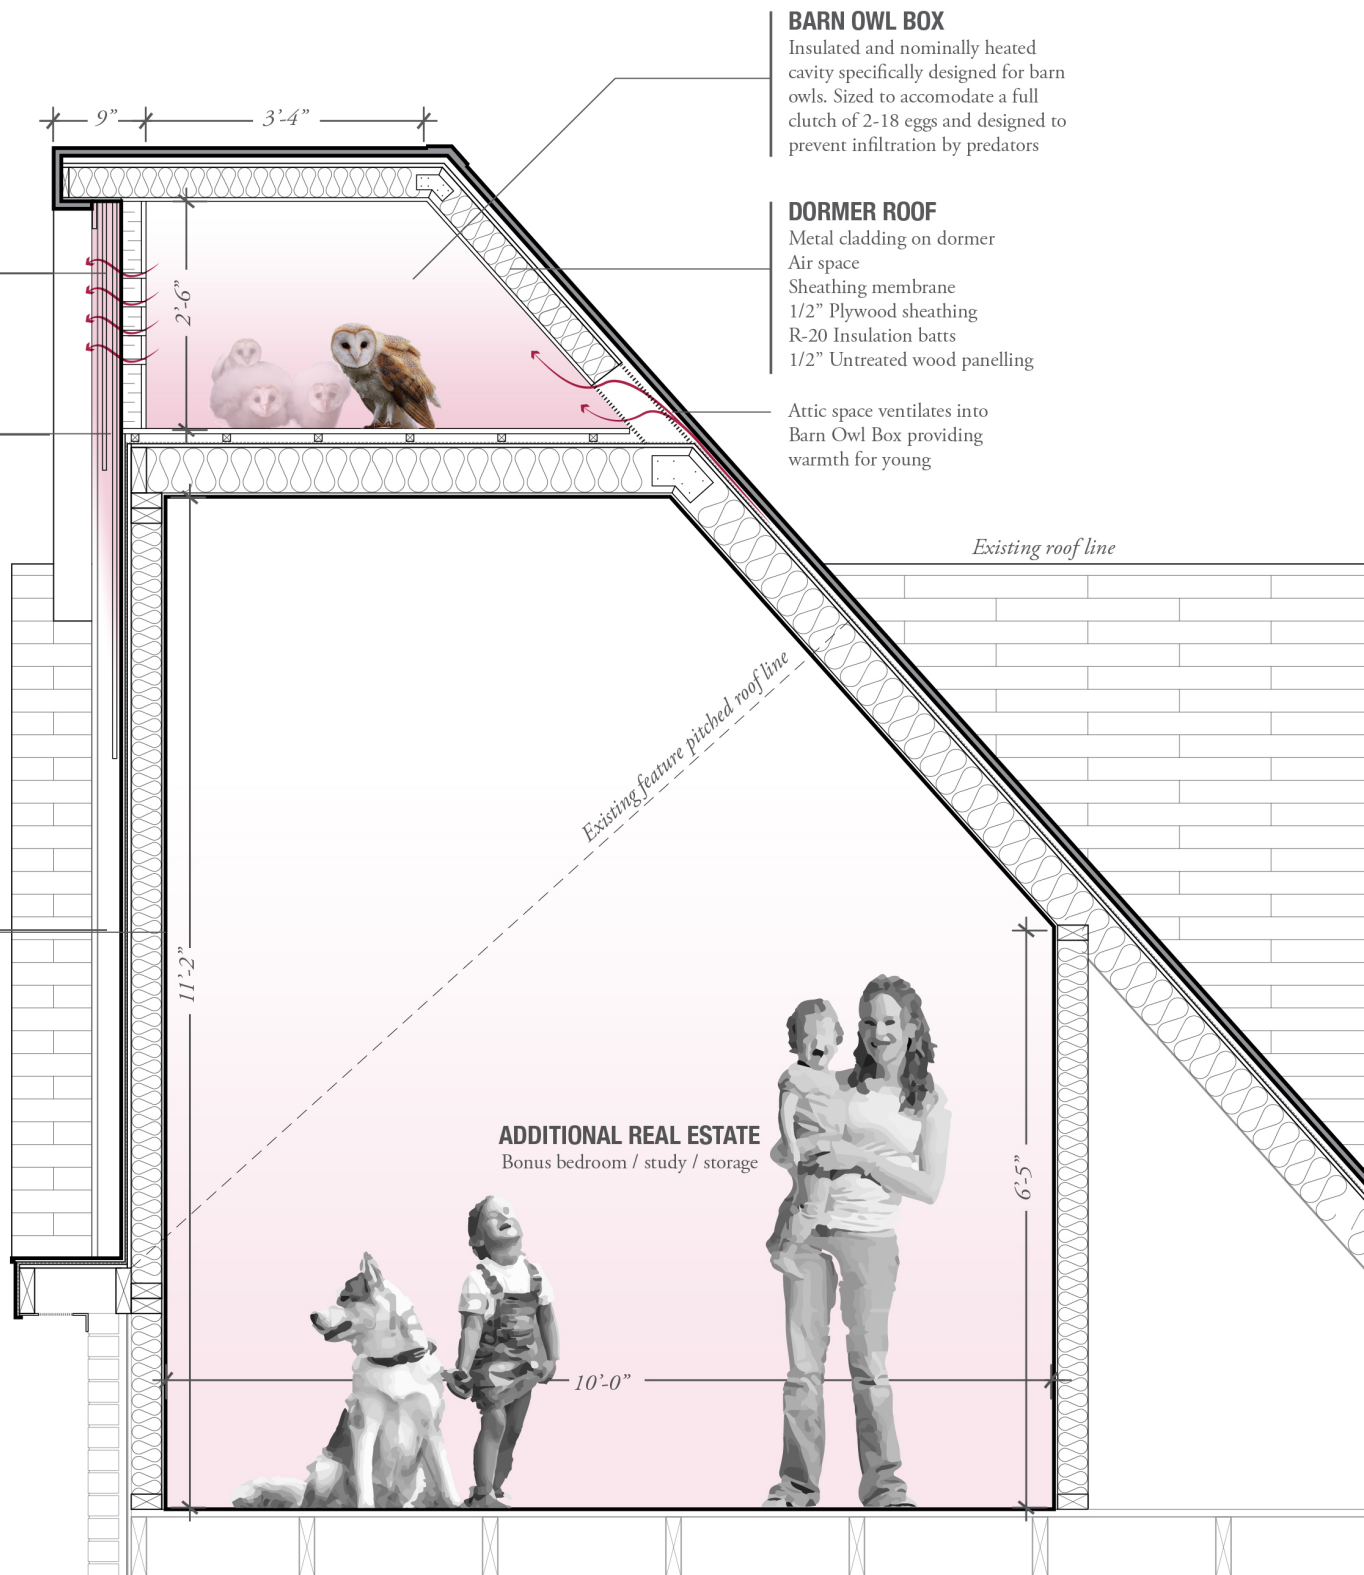 BARN OWL BOX
Insulated and nominally heated
cavity specifically designed for barn
owls. Sized to accomodate a full
clutch of 2-18 eggs and designed to
prevent infiltration by predators
9”
3’-4”
DORMER ROOF
Metal cladding on dormer
Air space
Sheathing membrane
1/2” Plywood sheathing
R-20 Insulation batts
1/2” Untreated wood panelling
2’-6”
Attic space ventilates into
Barn Owl Box providing
warmth for young
Existing roof line
Existing feature pitched roof line
11’-2”
ADDITIONAL REAL ESTATE
Bonus bedroom / study / storage
6’-5”
10’-0”